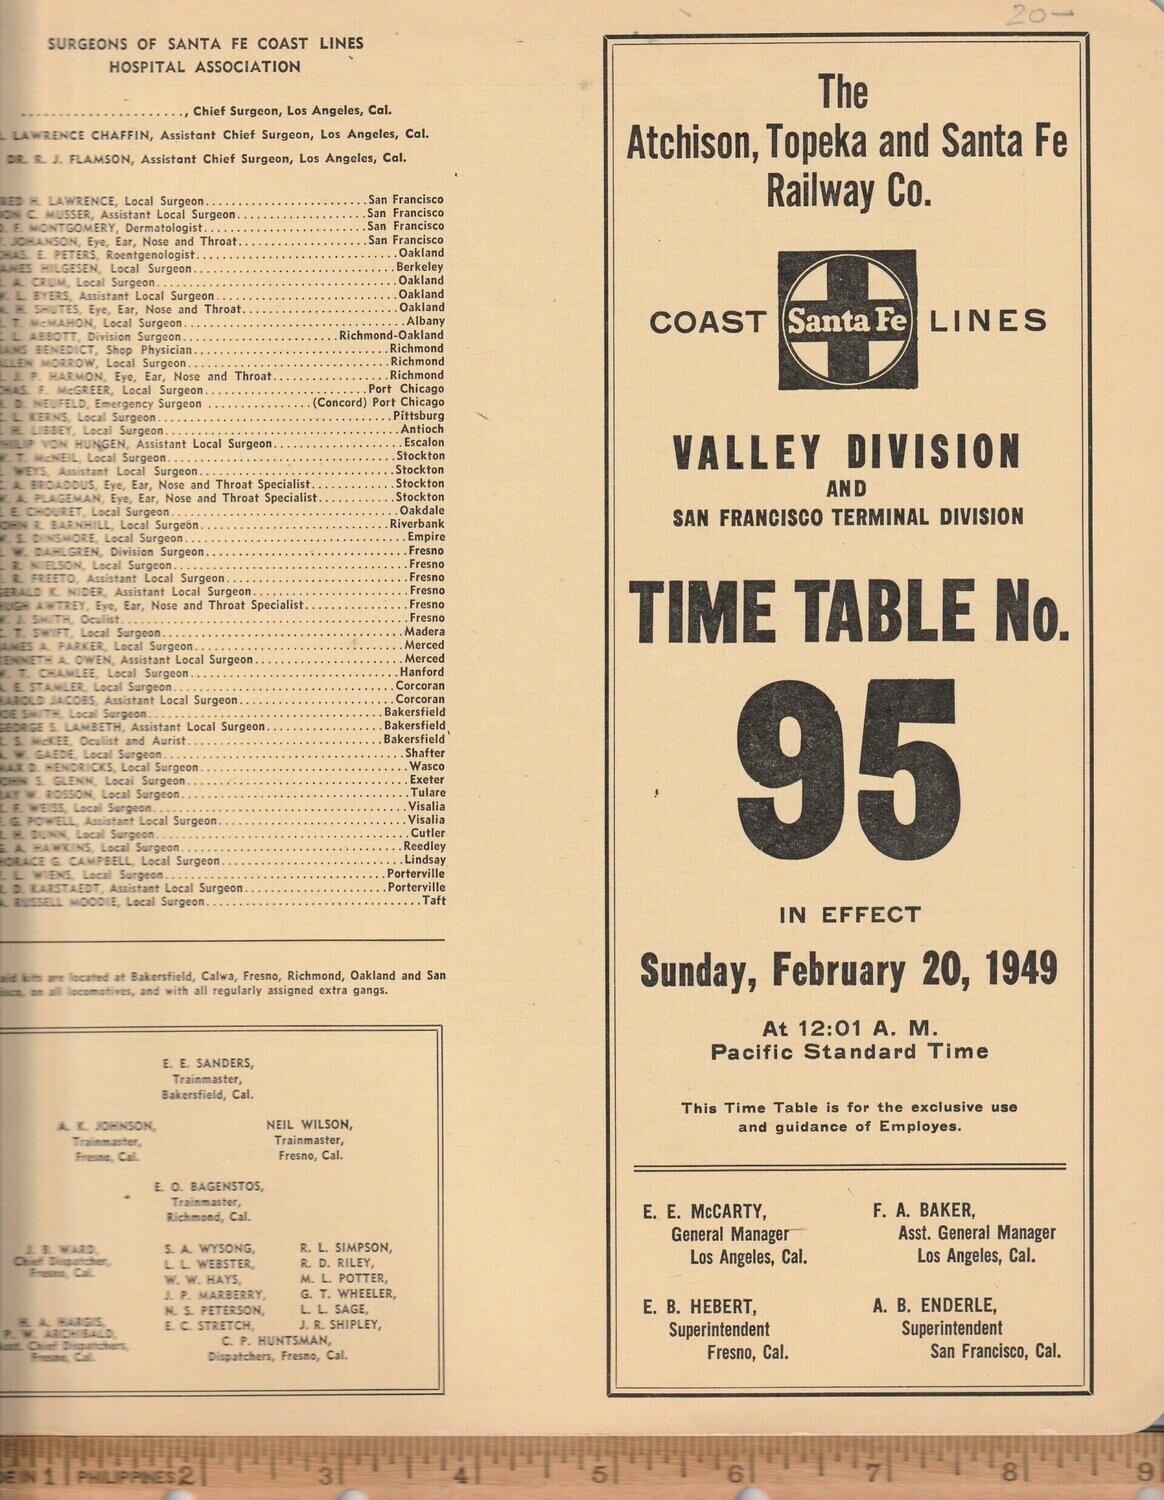 20—
SURGEONS OF SANTA FE COAST LINES
HOSPITAL ASSOCIATION
......................, Chief Surgeon, Los Angeles, Cal.
LAWRENCE CHAFFIN, Assistant Chief Surgeon, Los Angeles, Cal.
DR. R. J. FLAMSON, Assistant Chief Surgeon, Los Angeles, Cal.
H. LAWRENCE, Local Surgeon........................San Francisco
C. MUSSER, Assistant Local Surgeon...................San Francisco
F. MONTGOMERY, Dermatologist........................San Francisco
JOHANSON, Eye, Ear, Nose and Throat...................San Francisco
E. PETERS, Roentgenologist..............................Oakland
HILGESEN, Local Surgeon..............................Berkeley
A. CRUM, Local Surgeon.................................Oakland
L. BYERS, Assistant Local Surgeon...........................Oakland
H. SHUTES, Eye, Ear, Nose and Throat.......................Oakland
T. McMAHON, Local Surgeon..............................Albany
L. ABBOTT, Division Surgeon.......................Richmond-Oakland
BENEDICT, Shop Physician.............................Richmond
MORROW, Local Surgeon..............................Richmond
J. P. HARMON, Eye, Ear, Nose and Throat.................Richmond
F. McGREER, Local Surgeon.........................Port Chicago
D. NEUFELD, Emergency Surgeon ...............(Concord) Port Chicago
L. KERNS, Local Surgeon...................................Pittsburg
H. LIBBEY, Local Surgeon...................................Antioch
PHILIP VON HUNGEN, Assistant Local Surgeon...................Escalon
T. McNEIL, Local Surgeon..................................Stockton
WEYS, Assistant Local Surgeon.............................Stockton
A. BROADDUS, Eye, Ear, Nose and Throat Specialist............Stockton
A. PLAGEMAN, Eye, Ear, Nose and Throat Specialist...........Stockton
E. CHOURET, Local Surgeon..................................Oakdale
R. BARNHILL, Local Surgeon............................Riverbank
S. DINSMORE, Local Surgeon................................Empire
W. DAHLGREN, Division Surgeon............................Fresno
R. NIELSON, Local Surgeon..................................Fresno
R. FREETO, Assistant Local Surgeon..........................Fresno
GERALD K. NIDER, Assistant Local Surgeon......................Fresno
AWTREY, Eye, Ear, Nose and Throat Specialist...............Fresno
J. SMITH, Oculist..........................................Fresno
T. SWIFT, Local Surgeon...................................Madera
A. PARKER, Local Surgeon..............................Merced
KENNETH A. OWEN, Assistant Local Surgeon......................Merced
T. CHAMLEE, Local Surgeon...............................Hanford
E. STAMLER, Local Surgeon................................Corcoran
HAROLD JACOBS, Assistant Local Surgeon.......................Corcoran
SMITH, Local Surgeon...................................Bakersfield
GEORGE S. LAMBETH, Assistant Local Surgeon.................Bakersfield
S. McKEE, Oculist and Aurist.............................Bakersfield
W. GAEDE, Local Surgeon..................................Shafter
D. HENDRICKS, Local Surgeon..............................Wasco
S. GLENN, Local Surgeon................................Exeter
W. ROSSON, Local Surgeon................................Tulare
F. WEISS, Local Surgeon....................................Visalia
G. POWELL, Assistant Local Surgeon..........................Visalia
H. DUNN, Local Surgeon.....................................Cutler
A. HAWKINS, Local Surgeon................................Reedley
HORACE G. CAMPBELL, Local Surgeon..........................Lindsay
L. WIENS, Local Surgeon..................................Porterville
D. KARSTAEDT, Assistant Local Surgeon.....................Porterville
RUSSELL MOODIE, Local Surgeon...............................Taft
kits are located at Bakersfield, Calwa, Fresno, Richmond, Oakland and San
on all locomotives, and with all regularly assigned extra gangs.
E. E. SANDERS,
Trainmaster,
Bakersfield, Cal.
A. K. JOHNSON,
Trainmaster,
Fresno, Cal.
NEIL WILSON,
Trainmaster,
Fresno, Cal.
E. O. BAGENSTOS,
Trainmaster,
Richmond, Cal.
J. B. WARD,
Chief Dispatcher,
Fresno, Cal.
H. A. HARGIS,
P. W. ARCHIBALD,
Asst. Chief Dispatchers,
Fresno, Cal.
S. A. WYSONG,
L. L. WEBSTER,
W. W. HAYS,
J. P. MARBERRY,
N. S. PETERSON,
E. C. STRETCH,
R. L. SIMPSON,
R. D. RILEY,
M. L. POTTER,
G. T. WHEELER,
L. L. SAGE,
J. R. SHIPLEY,
C. P. HUNTSMAN,
Dispatchers, Fresno, Cal.
The
Atchison, Topeka and Santa Fe
Railway Co.
COAST Santa Fe LINES
VALLEY DIVISION
AND
SAN FRANCISCO TERMINAL DIVISION
TIME TABLE No.
95
IN EFFECT
Sunday, February 20, 1949
At 12:01 A. M.
Pacific Standard Time
This Time Table is for the exclusive use
and guidance of Employes.
E. E. McCARTY,
General Manager
Los Angeles, Cal.
F. A. BAKER,
Asst. General Manager
Los Angeles, Cal.
E. B. HEBERT,
Superintendent
Fresno, Cal.
A. B. ENDERLE,
Superintendent
San Francisco, Cal.
DE IN 1 PHILIPPINES 2 3 4 5 6 7 8 9